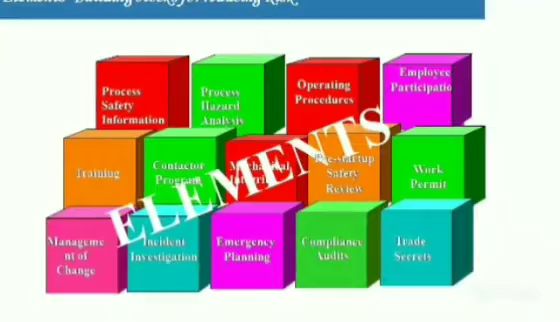 Elements Building Blocks for Reducing Risk
Process
Safety
Information
Process
Hazard
Analysis
Operating
Procedures
Employee
Participatio
Training
Contactor
Program
Mechanical
Integrity
Pre-startup
Safety
Review
Work
Permit
ELEMENTS
Manageme
nt of
Change
Incident
Investigation
Emergency
Planning
Compliance
Audits
Trade
Secrets